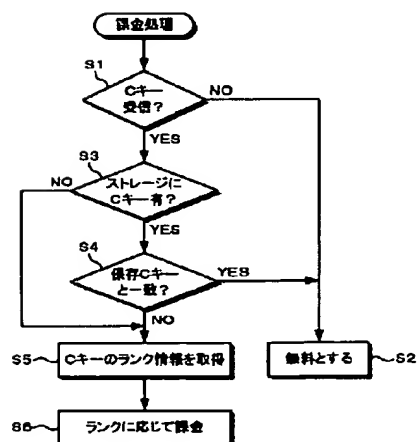 課金処理
S1
Cキー
受信?
NO
YES
S3
ストレージに
Cキー有?
NO
YES
S4
保存Cキー
と一致?
YES
NO
S5
Cキーのランク情報を取得
無料とする
S2
S6
ランクに応じて課金